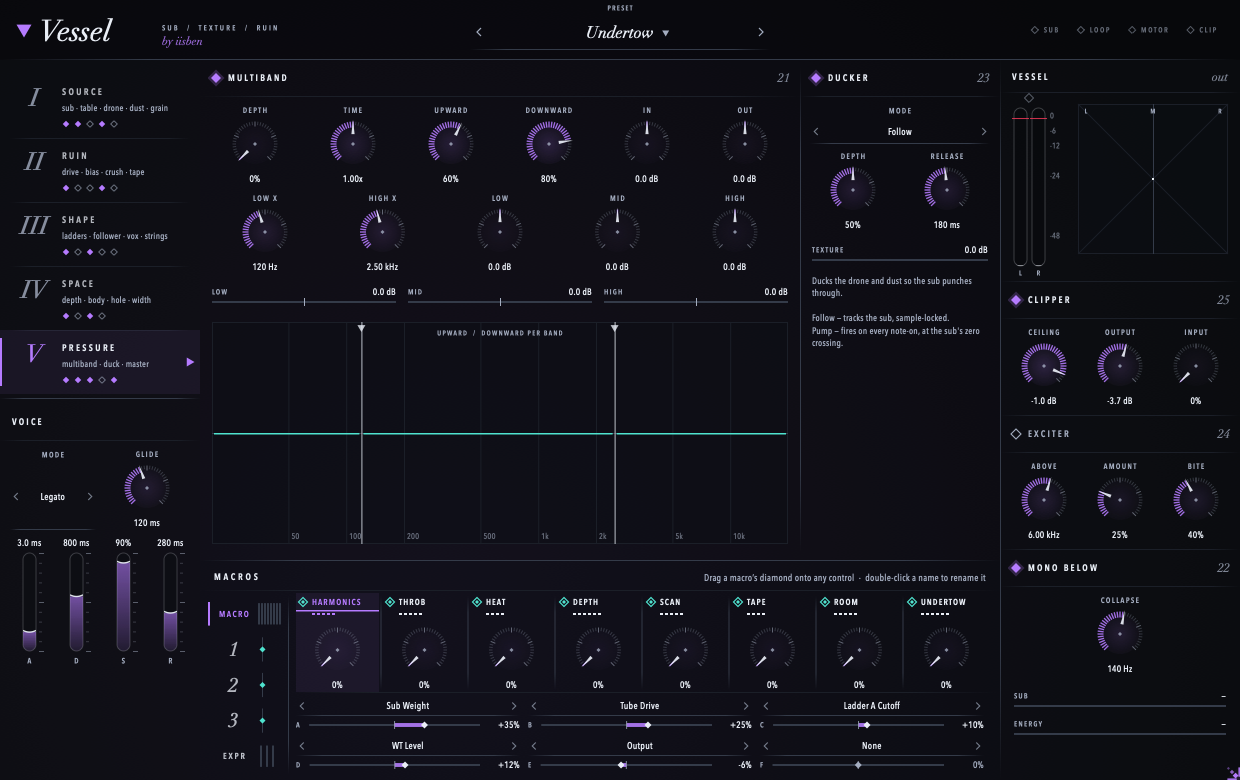 PRESET
Vessel
SUB / TEXTURE / RUIN
by iisben
Undertow
SUB LOOP MOTOR CLIP
I
SOURCE
sub · table · drone · dust · grain
II
RUIN
drive · bias · crush · tape
III
SHAPE
ladders · follower · vox · strings
IV
SPACE
depth · body · hole · width
V
PRESSURE
multiband · duck · master
VOICE
MODE GLIDE
Legato
120 ms
3.0 ms 800 ms 90% 280 ms
A D S R
MULTIBAND 21
DEPTH TIME UPWARD DOWNWARD IN OUT
0% 1.00x 60% 80% 0.0 dB 0.0 dB
LOW X HIGH X LOW MID HIGH
120 Hz 2.50 kHz 0.0 dB 0.0 dB 0.0 dB
LOW 0.0 dB MID 0.0 dB HIGH 0.0 dB
UPWARD / DOWNWARD PER BAND
50 100 200 500 1k 2k 5k 10k
DUCKER 23
MODE
Follow
DEPTH RELEASE
50% 180 ms
TEXTURE 0.0 dB
Ducks the drone and dust so the sub punches
through.
Follow – tracks the sub, sample-locked.
Pump – fires on every note-on, at the sub's zero
crossing.
VESSEL out
0
-6
-12
-24
-48
L R
L M R
CLIPPER 25
CEILING OUTPUT INPUT
-1.0 dB -3.7 dB 0%
EXCITER 24
ABOVE AMOUNT BITE
6.00 kHz 25% 40%
MONO BELOW 22
COLLAPSE
140 Hz
SUB –
ENERGY –
MACROS
Drag a macro's diamond onto any control · double-click a name to rename it
MACRO
1
2
3
EXPR
HARMONICS THROB HEAT DEPTH SCAN TAPE ROOM UNDERTOW
0% 0% 0% 0% 0% 0% 0% 0%
Sub Weight Tube Drive Ladder A Cutoff
A +35% B +25% C +10%
WT Level Output None
D +12% E -6% F 0%